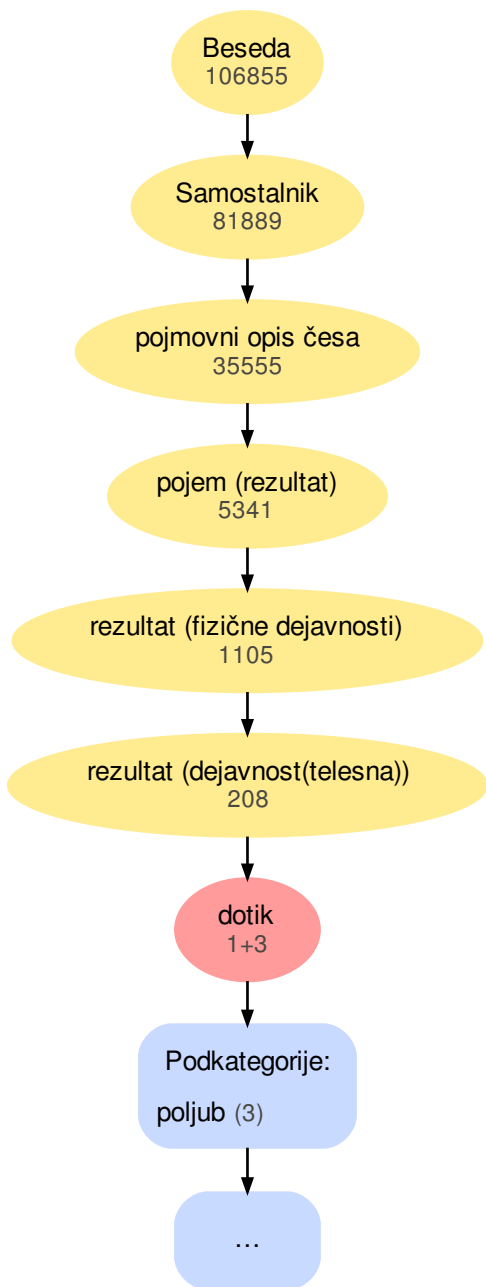 Beseda
106855
Samostalnik
81889
pojmovni opis česa
35555
pojem (rezultat)
5341
rezultat (fizične dejavnosti)
1105
rezultat (dejavnost(telesna))
208
dotik
1+3
Podkategorije:
poljub (3)
...